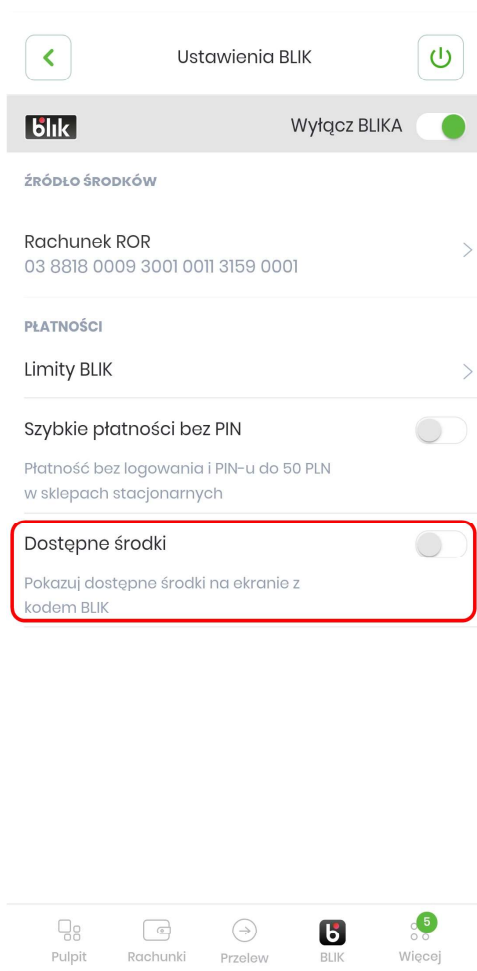 Ustawienia BLIK
blik
Wyłącz BLIKA
ŹRÓDŁO ŚRODKÓW
Rachunek ROR
03 8818 0009 3001 0011 3159 0001
PŁATNOŚCI
Limity BLIK
Szybkie płatności bez PIN
Płatność bez logowania i PIN-u do 50 PLN
w sklepach stacjonarnych
Dostępne środki
Pokazuj dostępne środki na ekranie z
kodem BLIK
5
Pulpit Rachunki Przelew BLIK Więcej